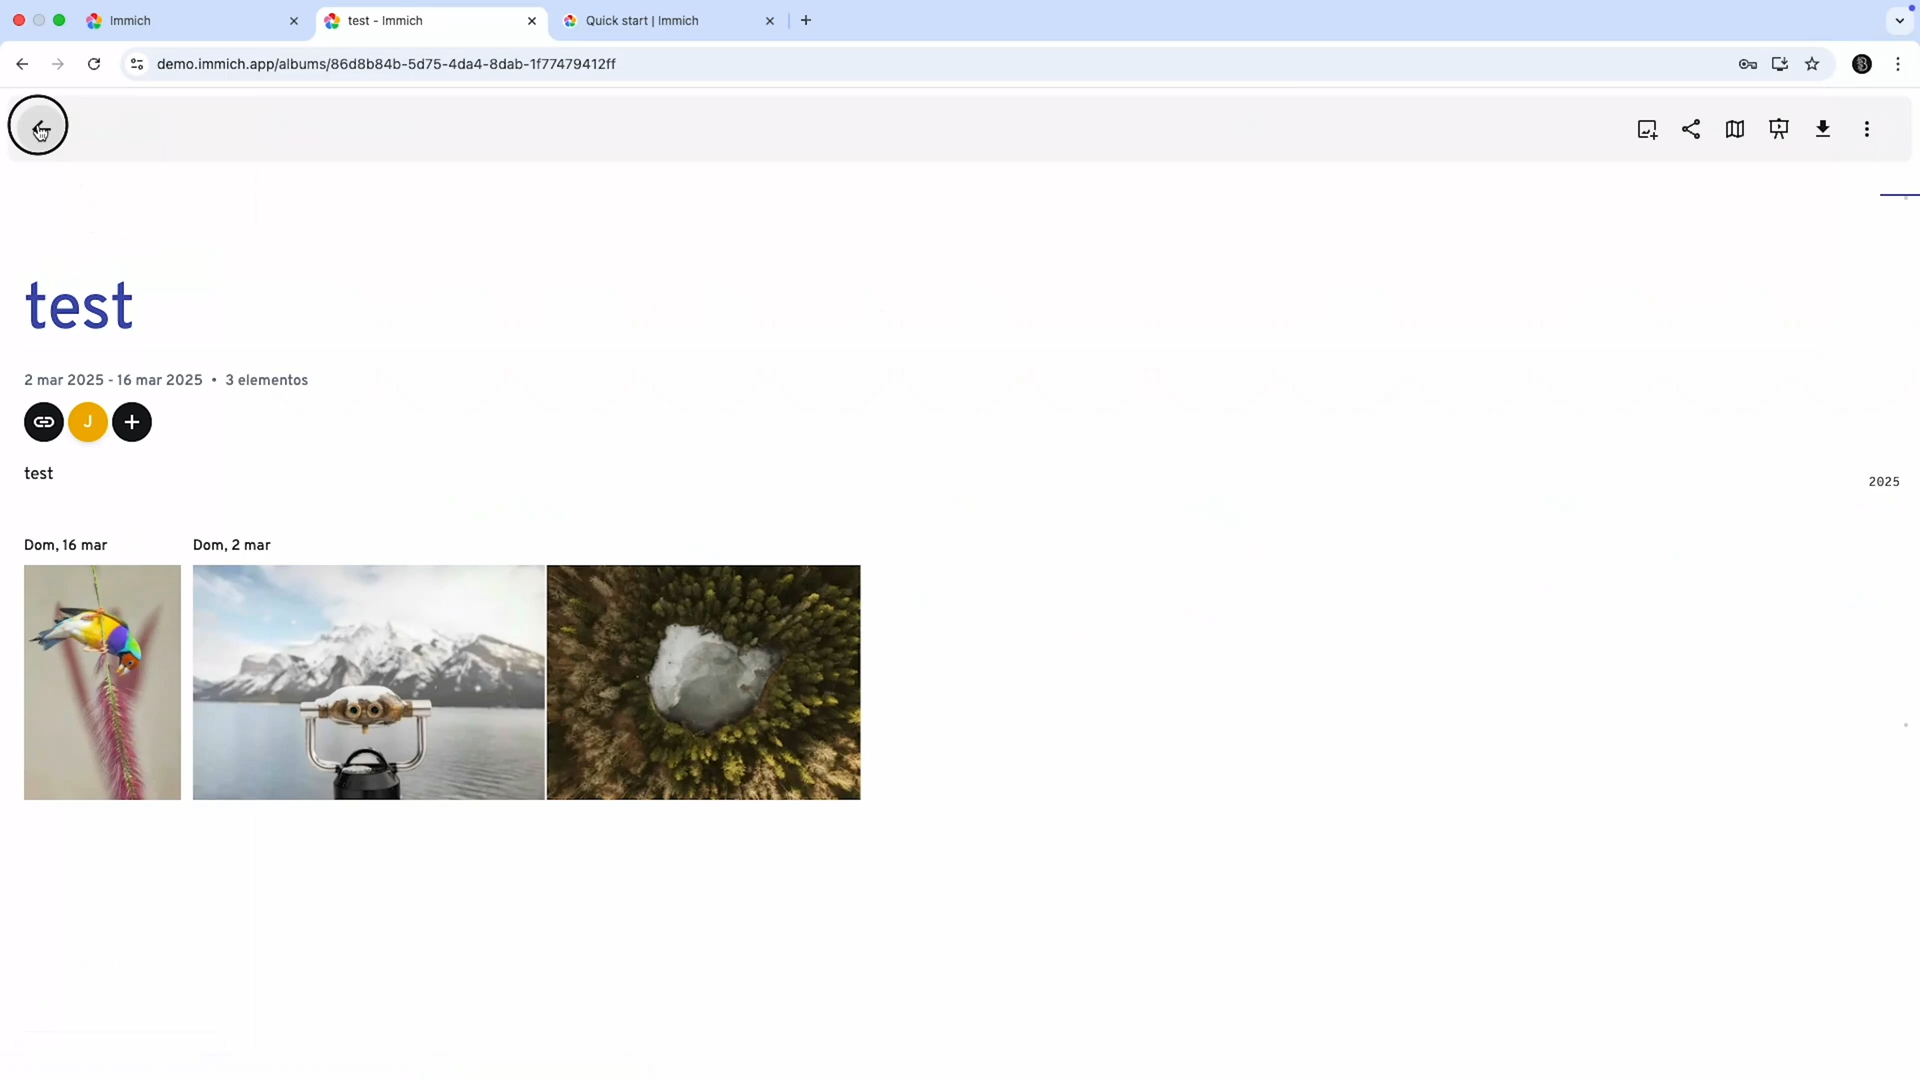 Immich
test - Immich
Quick start | Immich
demo.immich.app/albums/86d8b84b-5d75-4da4-8dab-1f77479412ff
test
2 mar 2025 - 16 mar 2025 • 3 elementos
J
test
2025
Dom, 16 mar
Dom, 2 mar